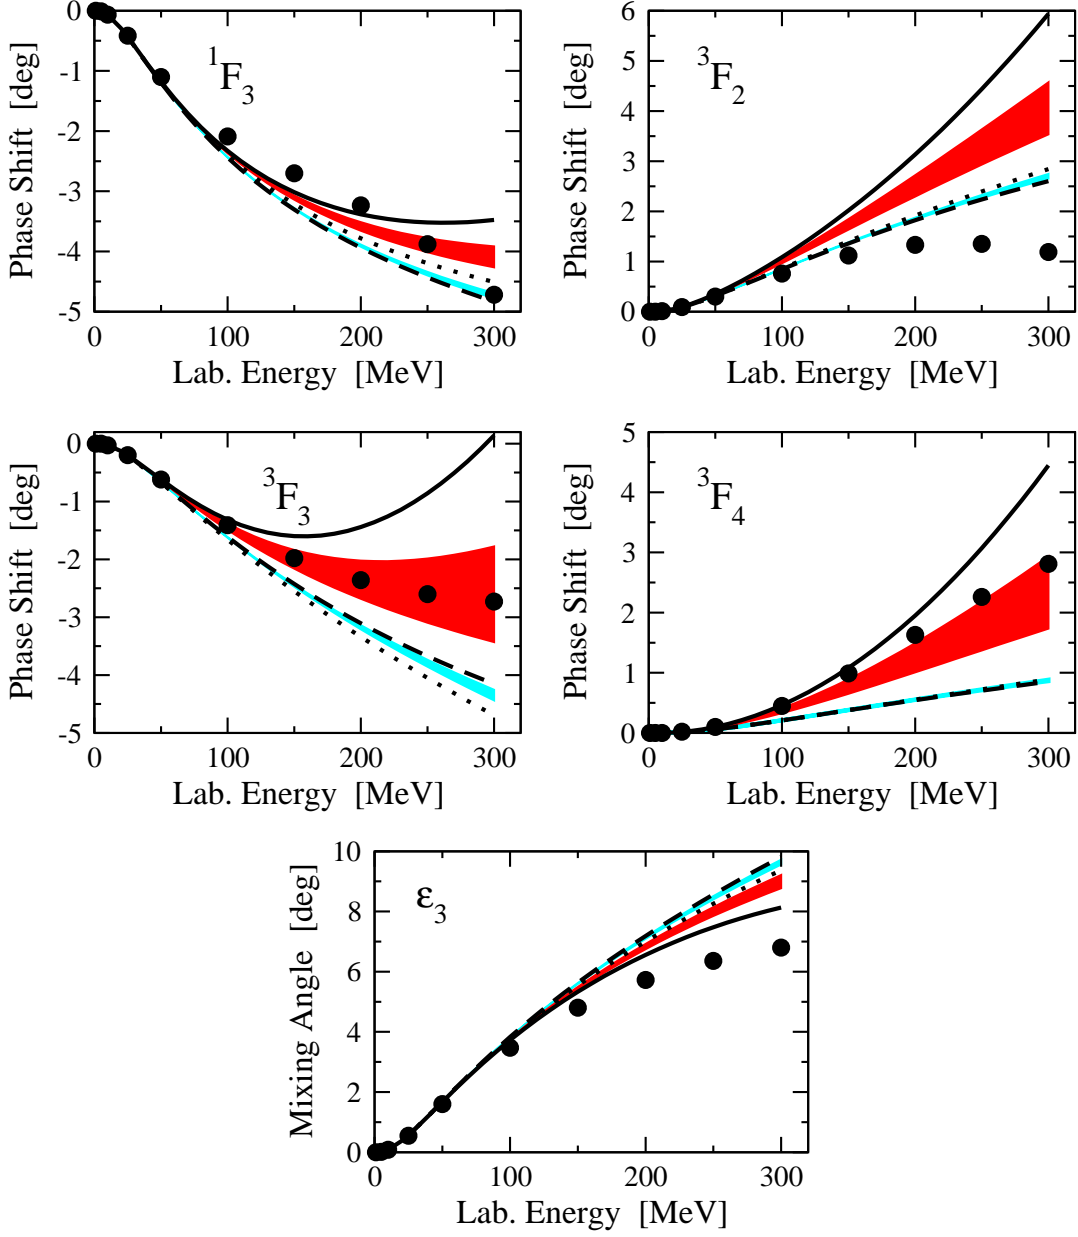 0
-1
-2
-3
-4
-5
Phase Shift [deg]
¹F₃
0 100 200 300
Lab. Energy [MeV]
6
5
4
3
2
1
0
Phase Shift [deg]
³F₂
0 100 200 300
Lab. Energy [MeV]
0
-1
-2
-3
-4
-5
Phase Shift [deg]
³F₃
0 100 200 300
Lab. Energy [MeV]
5
4
3
2
1
0
Phase Shift [deg]
³F₄
0 100 200 300
Lab. Energy [MeV]
10
8
6
4
2
0
Mixing Angle [deg]
ε₃
0 100 200 300
Lab. Energy [MeV]